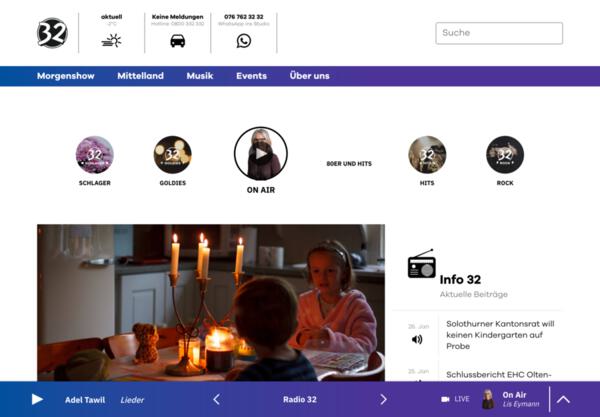 32
aktuell
-2°C
Keine Meldungen
Hotline: 0800 332 332
076 762 32 32
WhatsApp ins Studio
Suche
Morgenshow Mittelland Musik Events Über uns
32
SCHLAGER
32
GOLDIES
80ER UND HITS
32
32
SCHLAGER GOLDIES ON AIR HITS ROCK
Info 32
Aktuelle Beiträge
26. Jan
Solothurner Kantonsrat will
keinen Kindergarten auf
Probe
25. Jan
Schlussbericht EHC Olten-
Adel Tawil Lieder
Radio 32
LIVE
On Air
Lis Eymann